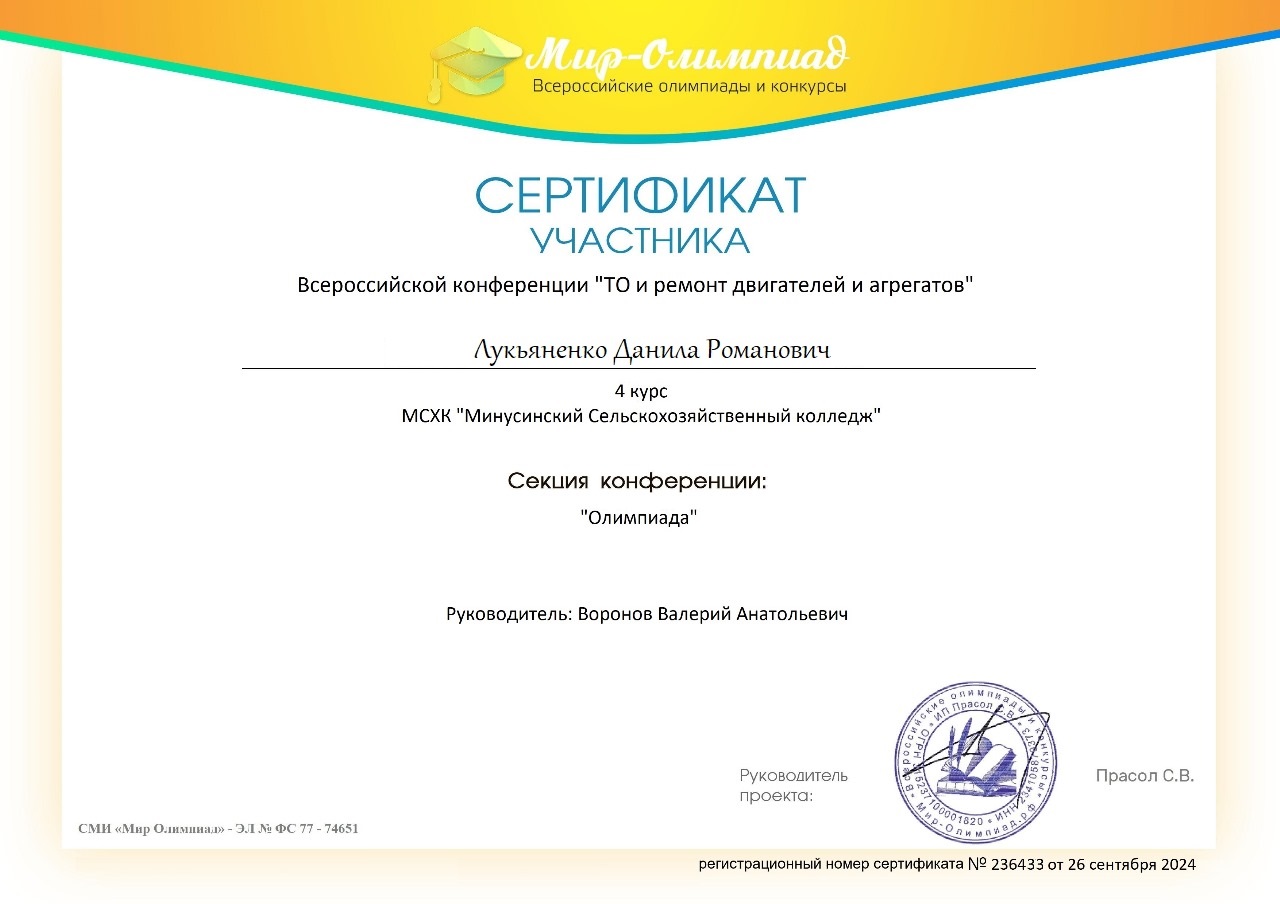 Мир-Олимпиад
Всероссийские олимпиады и конкурсы
СЕРТИФИКАТ
УЧАСТНИКА
Всероссийской конференции "ТО и ремонт двигателей и агрегатов"
Лукьяненко Данила Романович
4 курс
МСХК "Минусинский Сельскохозяйственный колледж"
Секция конференции:
"Олимпиада"
Руководитель: Воронов Валерий Анатольевич
Всероссийские олимпиады и конкурсы
Мир-Олимпиад.рф
ИП Прасол С.В.
ОГРН
ИНН
Руководитель
проекта:
Прасол С.В.
СМИ «Мир Олимпиад» - ЭЛ № ФС 77 - 74651
регистрационный номер сертификата № 236433 от 26 сентября 2024